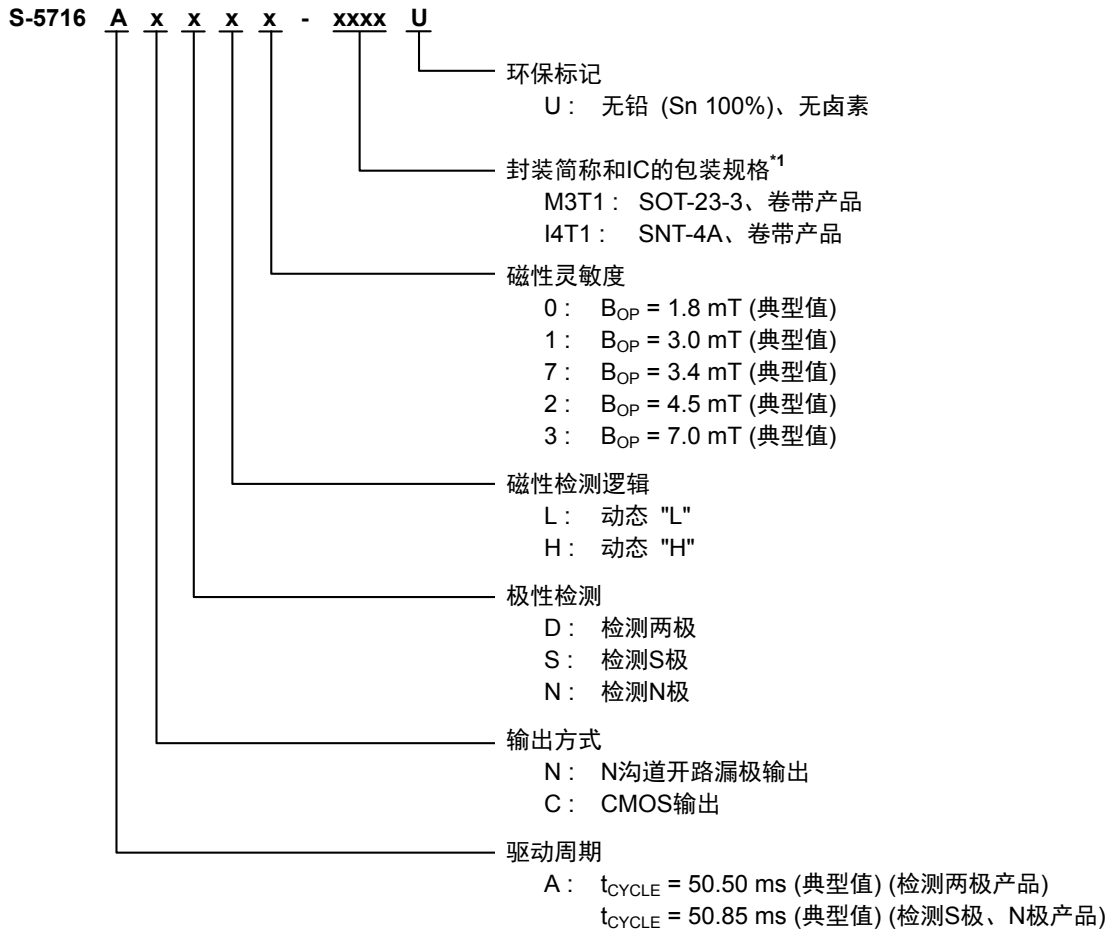 S-5716 A x x x x - xxxx U
环保标记
U : 无铅 (Sn 100%)、无卤素
封装简称和IC的包装规格*1
M3T1 : SOT-23-3、卷带产品
I4T1 : SNT-4A、卷带产品
磁性灵敏度
0 : BOP = 1.8 mT (典型值)
1 : BOP = 3.0 mT (典型值)
7 : BOP = 3.4 mT (典型值)
2 : BOP = 4.5 mT (典型值)
3 : BOP = 7.0 mT (典型值)
磁性检测逻辑
L : 动态 "L"
H : 动态 "H"
极性检测
D : 检测两极
S : 检测S极
N : 检测N极
输出方式
N : N沟道开路漏极输出
C : CMOS输出
驱动周期
A : tCYCLE = 50.50 ms (典型值) (检测两极产品)
tCYCLE = 50.85 ms (典型值) (检测S极、N极产品)